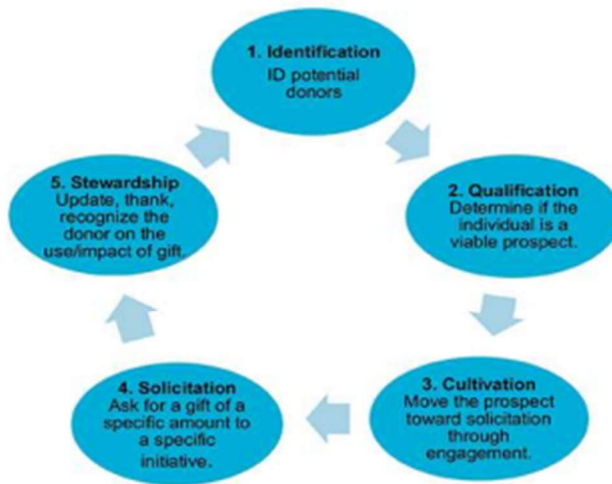 1. Identification
ID potential
donors
2. Qualification
Determine if the
individual is a
viable prospect.
3. Cultivation
Move the prospect
toward solicitation
through
engagement.
4. Solicitation
Ask for a gift of a
specific amount to
a specific
initiative.
5. Stewardship
Update, thank,
recognize the
donor on the
use/impact of gift.